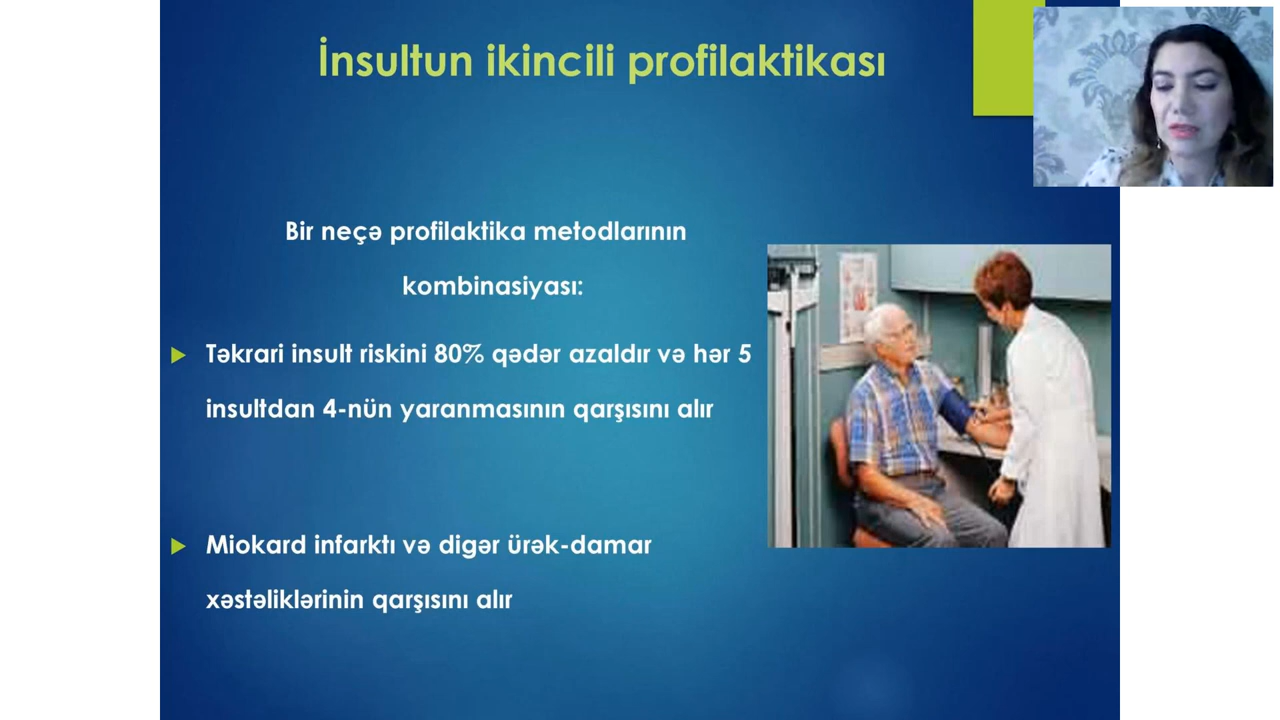 İnsultun ikincili profilaktikası
Bir neçə profilaktika metodlarının
kombinasiyası:
Təkrari insult riskini 80% qədər azaldır və hər 5
insultdan 4-nün yaranmasının qarşısını alır
Miokard infarktı və digər ürək-damar
xəstəliklərinin qarşısını alır